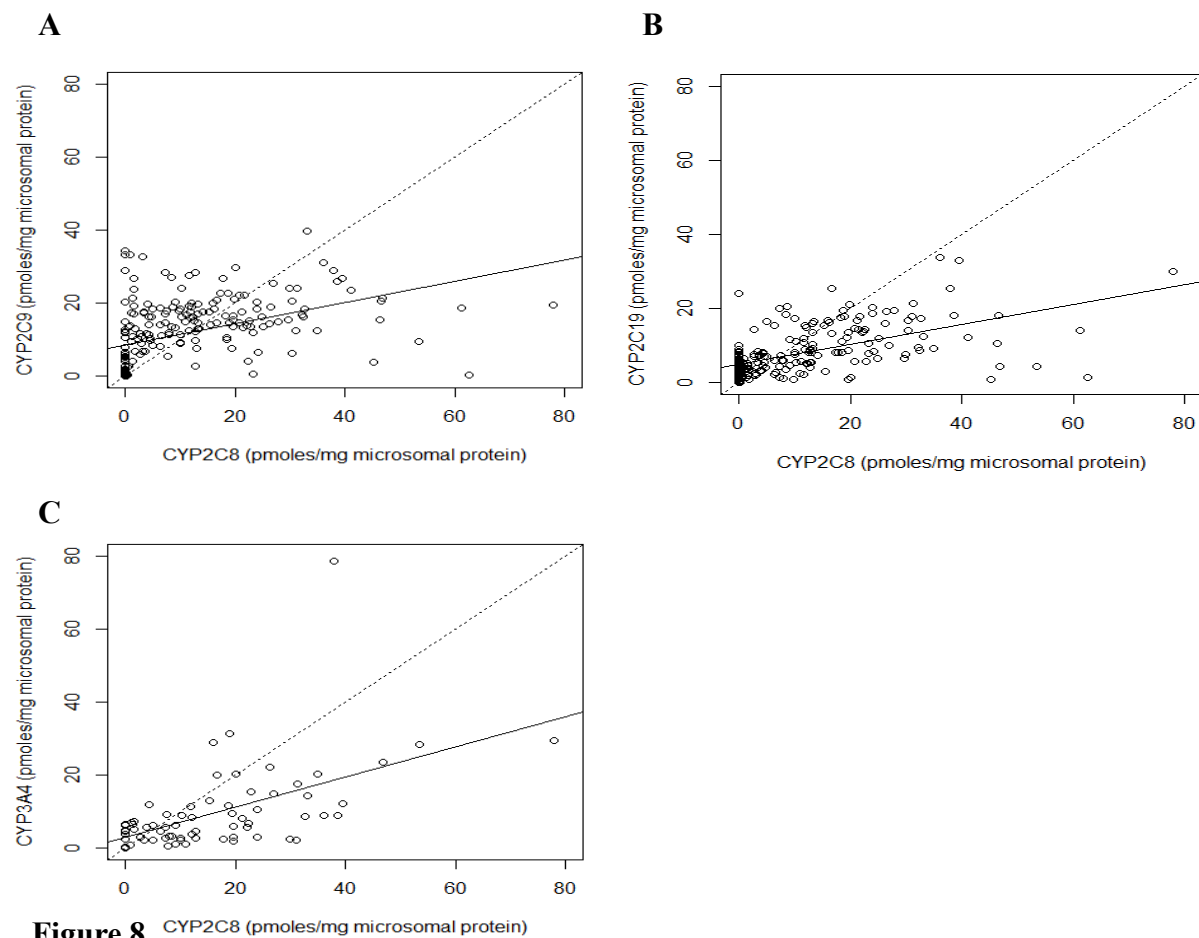 A
B
CYP2C9 (pmoles/mg microsomal protein)
80
60
40
20
0
0 20 40 60 80
CYP2C8 (pmoles/mg microsomal protein)
CYP2C19 (pmoles/mg microsomal protein)
80
60
40
20
0
0 20 40 60 80
CYP2C8 (pmoles/mg microsomal protein)
C
CYP3A4 (pmoles/mg microsomal protein)
80
60
40
20
0
0 20 40 60 80
CYP2C8 (pmoles/mg microsomal protein)
Figure 8